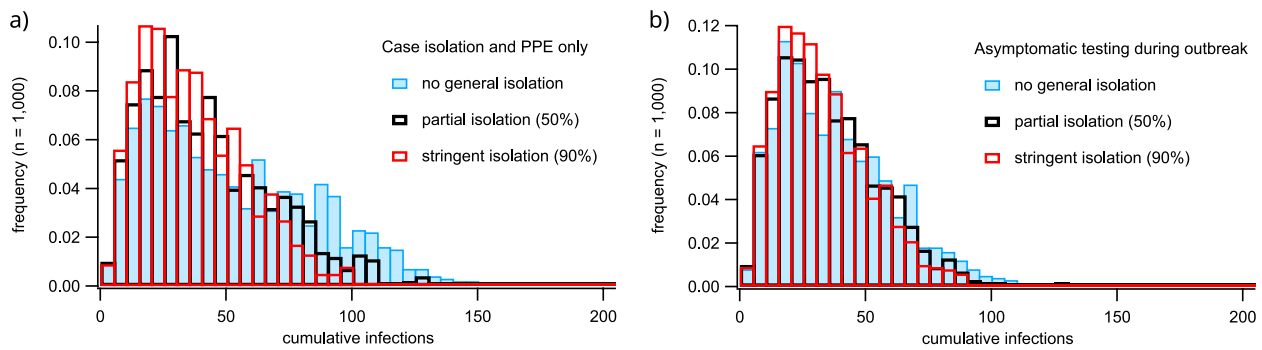 a)
Case isolation and PPE only
no general isolation
partial isolation (50%)
stringent isolation (90%)
frequency (n = 1,000)
0.10
0.08
0.06
0.04
0.02
0.00
0
50
100
150
200
cumulative infections
b)
Asymptomatic testing during outbreak
no general isolation
partial isolation (50%)
stringent isolation (90%)
frequency (n = 1,000)
0.12
0.10
0.08
0.06
0.04
0.02
0.00
0
50
100
150
200
cumulative infections